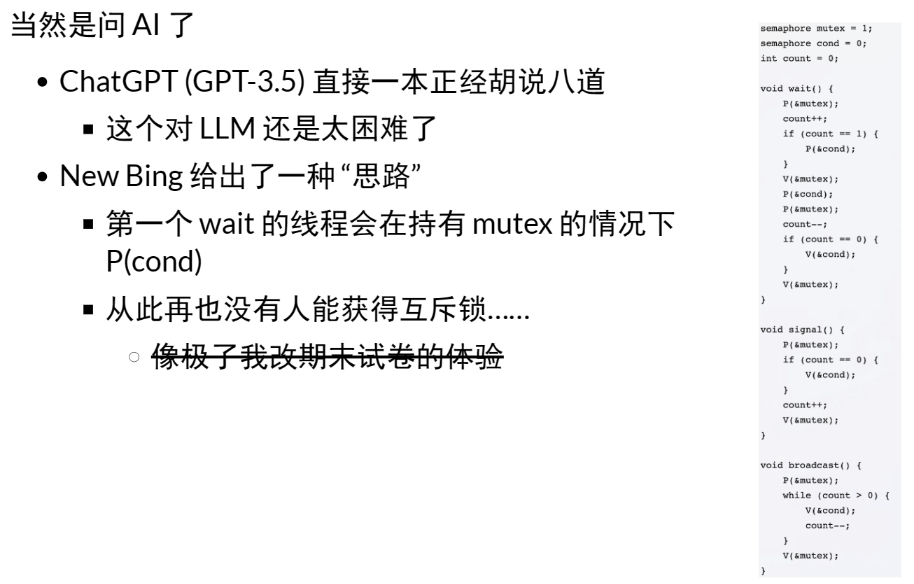 当然是问 AI 了
• ChatGPT (GPT-3.5) 直接一本正经胡说八道
▪ 这个对 LLM 还是太困难了
• New Bing 给出了一种 “思路”
▪ 第一个 wait 的线程会在持有 mutex 的情况下
P(cond)
▪ 从此再也没有人能获得互斥锁……
○ 像极了我改期末试卷的体验
semaphore mutex = 1;
semaphore cond = 0;
int count = 0;

void wait() {
    P(&mutex);
    count++;
    if (count == 1) {
        P(&cond);
    }
    V(&mutex);
    P(&cond);
    P(&mutex);
    count--;
    if (count == 0) {
        V(&cond);
    }
    V(&mutex);
}

void signal() {
    P(&mutex);
    if (count == 0) {
        V(&cond);
    }
    count++;
    V(&mutex);
}

void broadcast() {
    P(&mutex);
    while (count > 0) {
        V(&cond);
        count--;
    }
    V(&mutex);
}